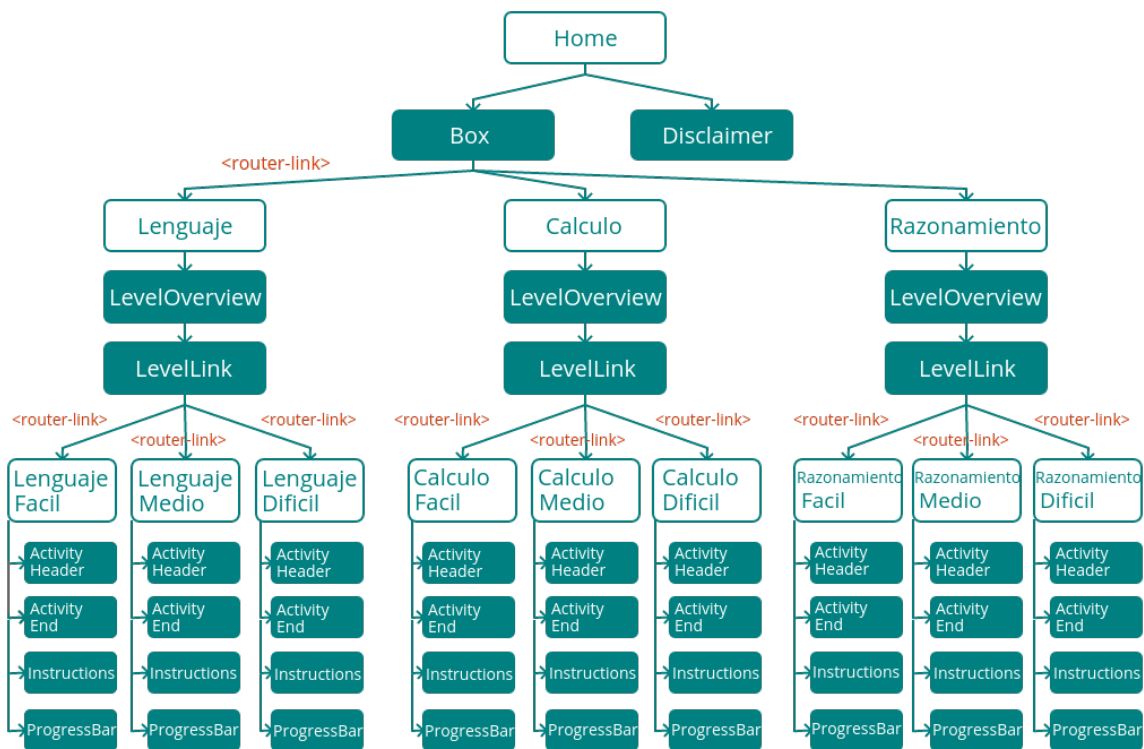 Home
Box
Disclaimer
<router-link>
Lenguaje
Calculo
Razonamiento
LevelOverview
LevelOverview
LevelOverview
LevelLink
LevelLink
LevelLink
<router-link>
<router-link>
<router-link>
<router-link>
<router-link>
<router-link>
<router-link>
<router-link>
<router-link>
Lenguaje
Facil
Lenguaje
Medio
Lenguaje
Dificil
Calculo
Facil
Calculo
Medio
Calculo
Dificil
Razonamiento
Facil
Razonamiento
Medio
Razonamiento
Dificil
Activity
Header
Activity
Header
Activity
Header
Activity
Header
Activity
Header
Activity
Header
Activity
Header
Activity
Header
Activity
Header
Activity
End
Activity
End
Activity
End
Activity
End
Activity
End
Activity
End
Activity
End
Activity
End
Activity
End
Instructions
Instructions
Instructions
Instructions
Instructions
Instructions
Instructions
Instructions
Instructions
ProgressBar
ProgressBar
ProgressBar
ProgressBar
ProgressBar
ProgressBar
ProgressBar
ProgressBar
ProgressBar